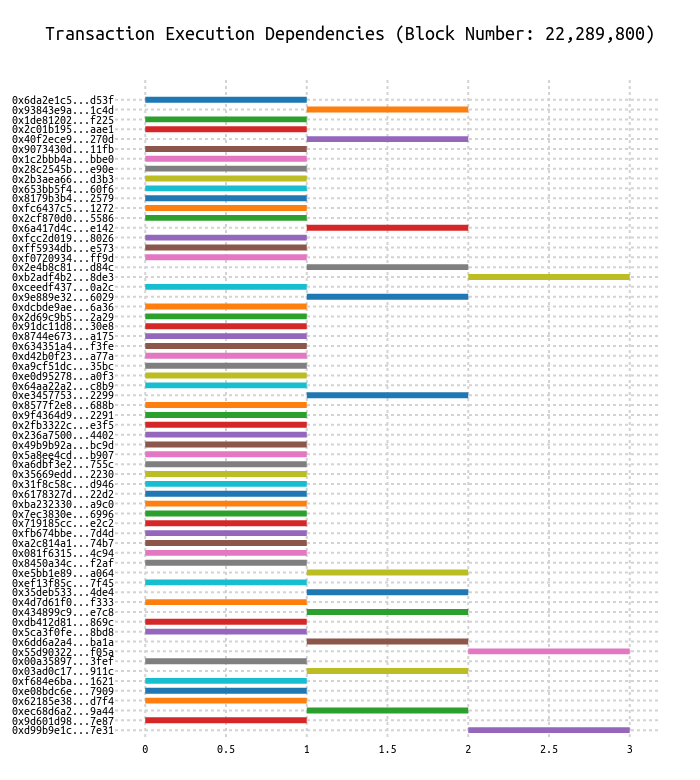 Transaction Execution Dependencies (Block Number: 22,289,800)
0x6da2e1c5...d53f
0x93843e9a...1c4d
0x1de81202...f225
0x2c01b195...aae1
0x40f2ece9...270d
0x9073430d...11fb
0x1c2bbb4a...bbe0
0x28c2545b...e90e
0x2b3aea66...d3b3
0x653bb5f4...60f6
0x8179b3b4...2579
0xfc6437c5...1272
0x2cf870d0...5586
0x6a417d4c...e142
0xfcc2d019...8026
0xff5934db...e573
0xf0720934...ff9d
0x2e4b8c81...d84c
0xb2adf4b2...8de3
0xceedf437...0a2c
0x9e889e32...6029
0xdcbde9ae...6a36
0x2d69c9b5...2a29
0x91dc11d8...30e8
0x8744e673...a175
0x634351a4...f3fe
0xd42b0f23...a77a
0xa9cf51dc...35bc
0xe0d95278...a0f3
0x64aa22a2...c8b9
0xe3457753...2299
0x8577f2e8...688b
0x9f4364d9...2291
0x2fb3322c...e3f5
0x236a7500...4402
0x49b9b92a...bc9d
0x5a8ee4cd...b907
0xa6dbf3e2...755c
0x35669edd...2230
0x31f8c58c...d946
0x6178327d...22d2
0xba232330...a9c0
0x7ec3830e...6996
0x719185cc...e2c2
0xfb674bbe...7d4d
0xa2c814a1...74b7
0x081f6315...4c94
0x8450a34c...f2af
0xe5bb1e89...a064
0xef13f85c...7f45
0x35deb533...4de4
0x4d7d61f0...f333
0x434899c9...e7c8
0xdb412d81...869c
0x5ca3f0fe...8bd8
0x6dd6a2a4...ba1a
0x55d90322...f05a
0x00a35897...3fef
0x03ad0c17...911c
0xf684e6ba...1621
0xe08bdc6e...7909
0x62185e38...d7f4
0xec68d6a2...9a44
0x9d601d98...7e87
0xd99b9e1c...7e31
0 0.5 1 1.5 2 2.5 3